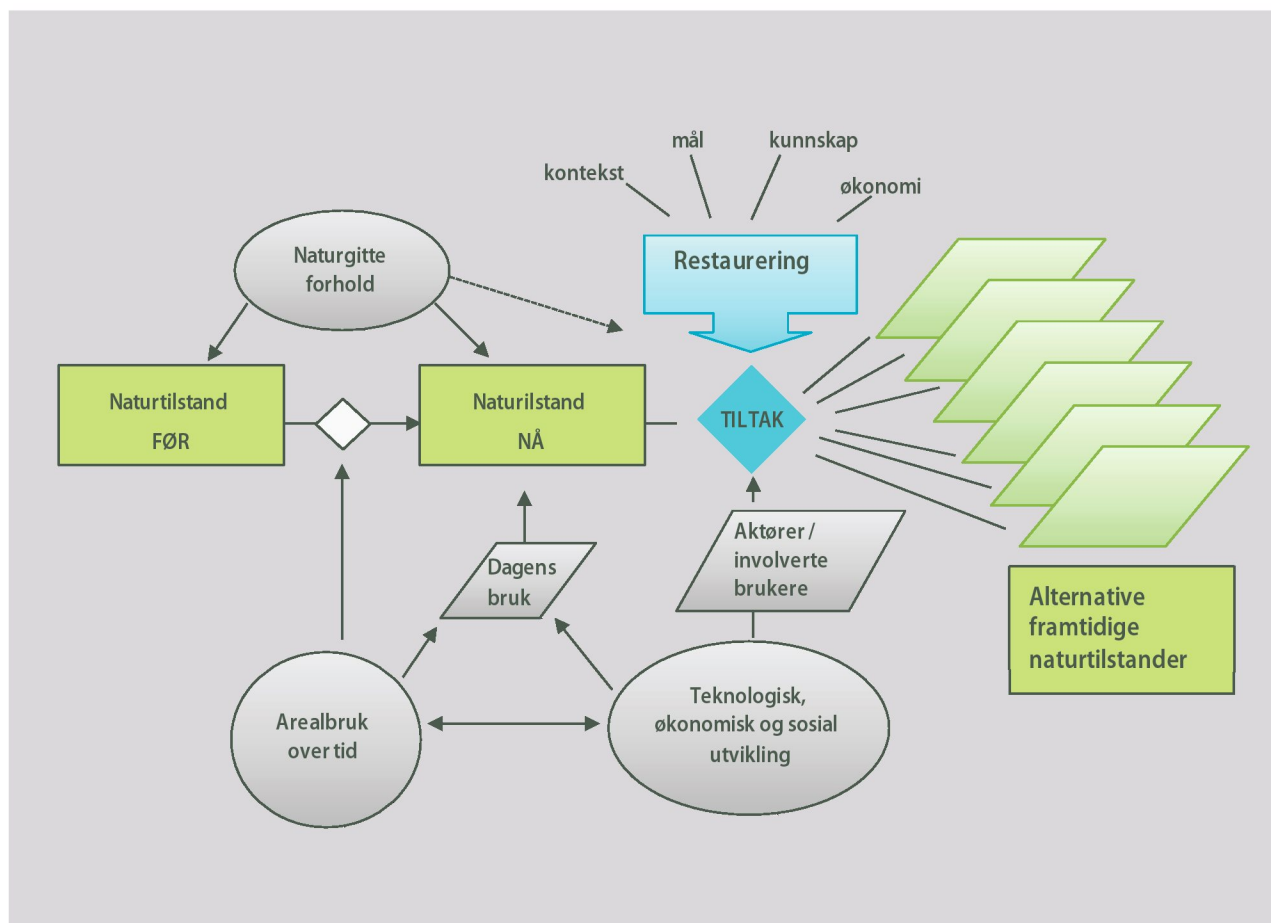 mål
kunnskap
kontekst
økonomi
Naturgitte
forhold
Restaurering
Naturtilstand
FØR
Naturilstand
NÅ
TILTAK
Dagens
bruk
Aktører /
involverte
brukere
Alternative
framtidige
naturtilstander
Arealbruk
over tid
Teknologisk,
økonomisk og sosial
utvikling